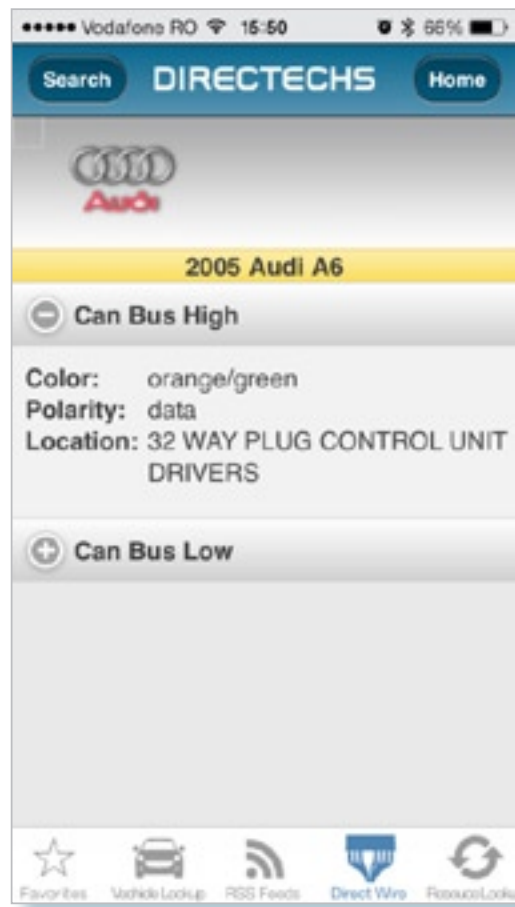 Vodafone RO 15:50 66%
Search DIRECTECHS Home
Audi
2005 Audi A6
Can Bus High
Color: orange/green
Polarity: data
Location: 32 WAY PLUG CONTROL UNIT
DRIVERS
Can Bus Low
Favorites Vechicle Lookup RSS Feeds Direct Wire